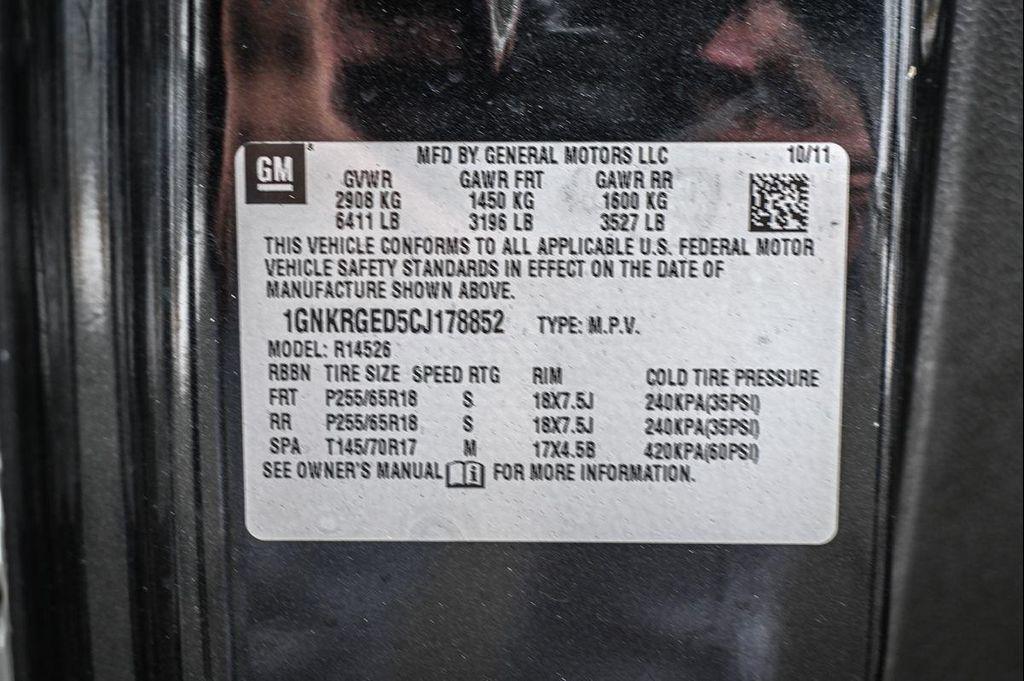 GM ®
MFD BY GENERAL MOTORS LLC 10/11
GVWR GAWR FRT GAWR RR
2908 KG 1450 KG 1600 KG
6411 LB 3196 LB 3527 LB
THIS VEHICLE CONFORMS TO ALL APPLICABLE U.S. FEDERAL MOTOR
VEHICLE SAFETY STANDARDS IN EFFECT ON THE DATE OF
MANUFACTURE SHOWN ABOVE.
1GNKRGED5CJ178852 TYPE: M.P.V.
MODEL: R14526
RBBN TIRE SIZE SPEED RTG RIM COLD TIRE PRESSURE
FRT P255/65R18 S 18X7.5J 240KPA(35PSI)
RR P255/65R18 S 18X7.5J 240KPA(35PSI)
SPA T145/70R17 M 17X4.5B 420KPA(60PSI)
SEE OWNER'S MANUAL i FOR MORE INFORMATION.